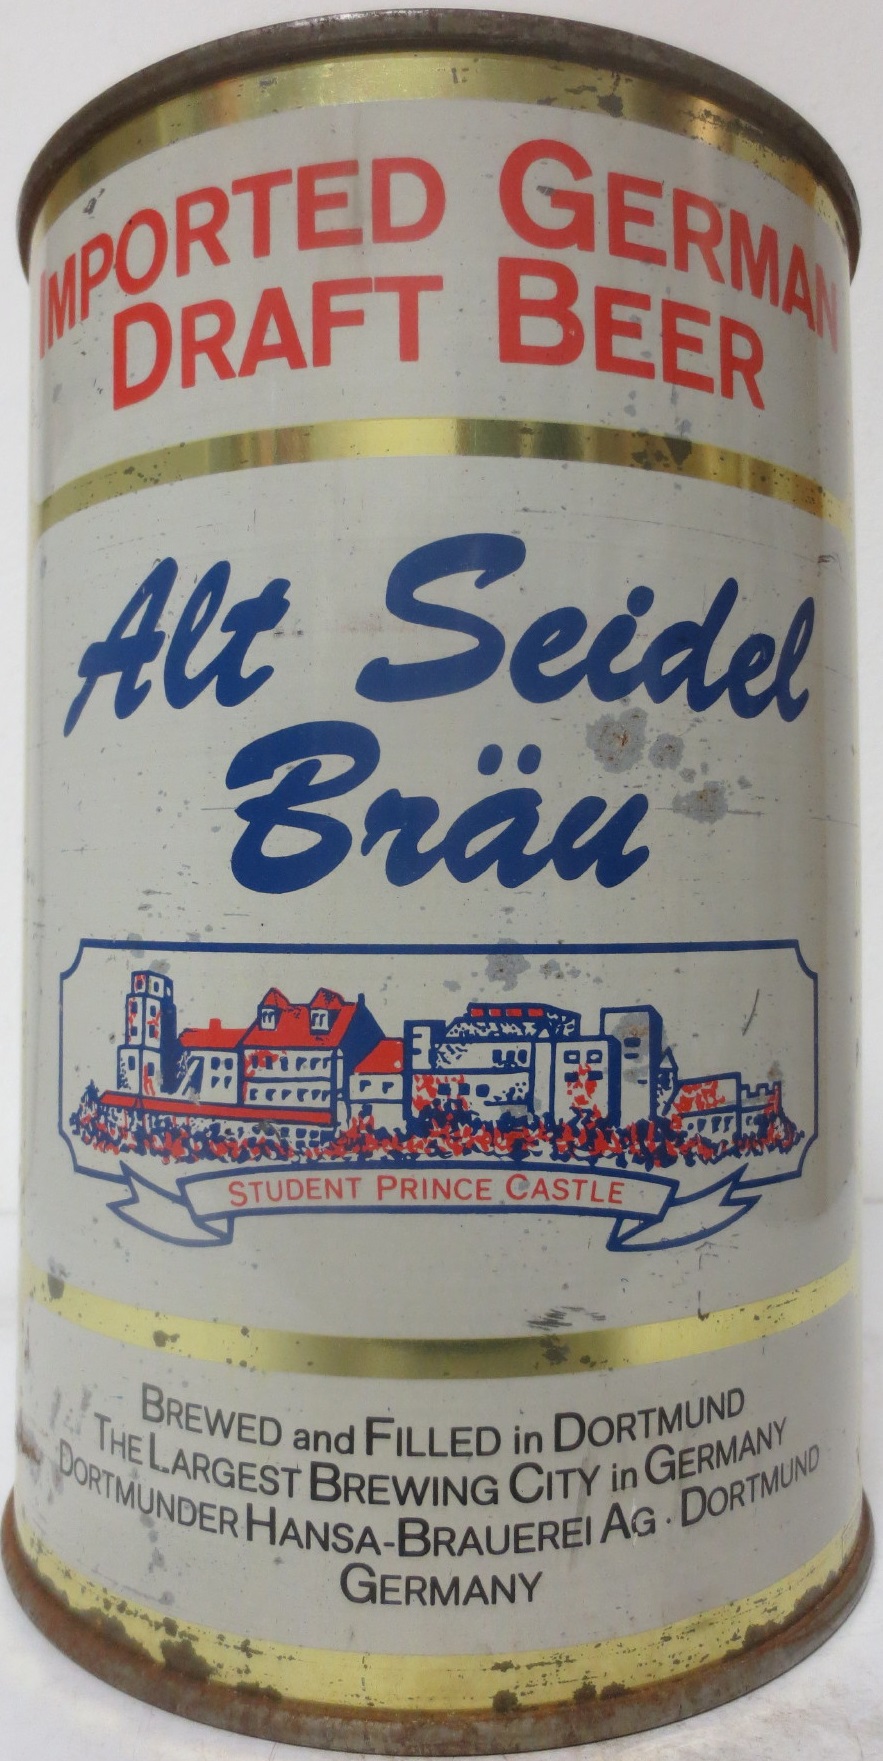 IMPORTED GERMAN
DRAFT BEER
Alt Seidel
Bräu
STUDENT PRINCE CASTLE
BREWED and FILLED in DORTMUND
THE LARGEST BREWING CITY in GERMANY
DORTMUNDER HANSA-BRAUEREI AG · DORTMUND
GERMANY